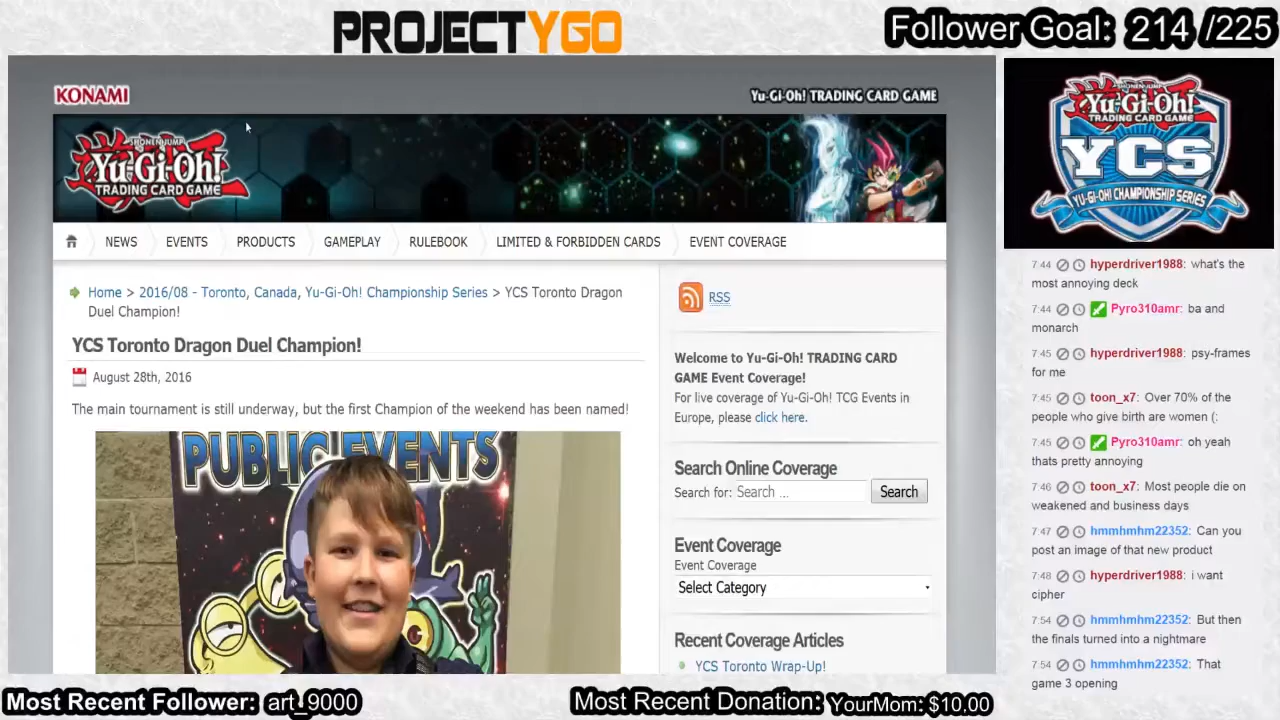 PROJECTYGO
Follower Goal: 214 /225
KONAMI
Yu-Gi-Oh! TRADING CARD GAME
SHONEN JUMP
Yu-Gi-Oh!
TRADING CARD GAME
NEWS
EVENTS
PRODUCTS
GAMEPLAY
RULEBOOK
LIMITED & FORBIDDEN CARDS
EVENT COVERAGE
Home > 2016/08 - Toronto, Canada, Yu-Gi-Oh! Championship Series > YCS Toronto Dragon
Duel Champion!
YCS Toronto Dragon Duel Champion!
August 28th, 2016
The main tournament is still underway, but the first Champion of the weekend has been named!
PUBLIC EVENTS
RSS
Welcome to Yu-Gi-Oh! TRADING CARD
GAME Event Coverage!
For live coverage of Yu-Gi-Oh! TCG Events in
Europe, please click here.
Search Online Coverage
Search for: Search ...
Search
Event Coverage
Event Coverage
Select Category
Recent Coverage Articles
YCS Toronto Wrap-Up!
SHONEN JUMP
Yu-Gi-Oh!
TRADING CARD GAME
YCS
YU-GI-OH! CHAMPIONSHIP SERIES
7:44 hyperdriver1988: what's the
most annoying deck
7:44 Pyro310amr: ba and
monarch
7:45 hyperdriver1988: psy-frames
for me
7:45 toon_x7: Over 70% of the
people who give birth are women (:
7:45 Pyro310amr: oh yeah
thats pretty annoying
7:46 toon_x7: Most people die on
weakened and business days
7:47 hmmhmhm22352: Can you
post an image of that new product
7:48 hyperdriver1988: i want
cipher
7:54 hmmhmhm22352: But then
the finals turned into a nightmare
7:54 hmmhmhm22352: That
game 3 opening
Most Recent Follower: art_9000
Most Recent Donation: YourMom: $10.00